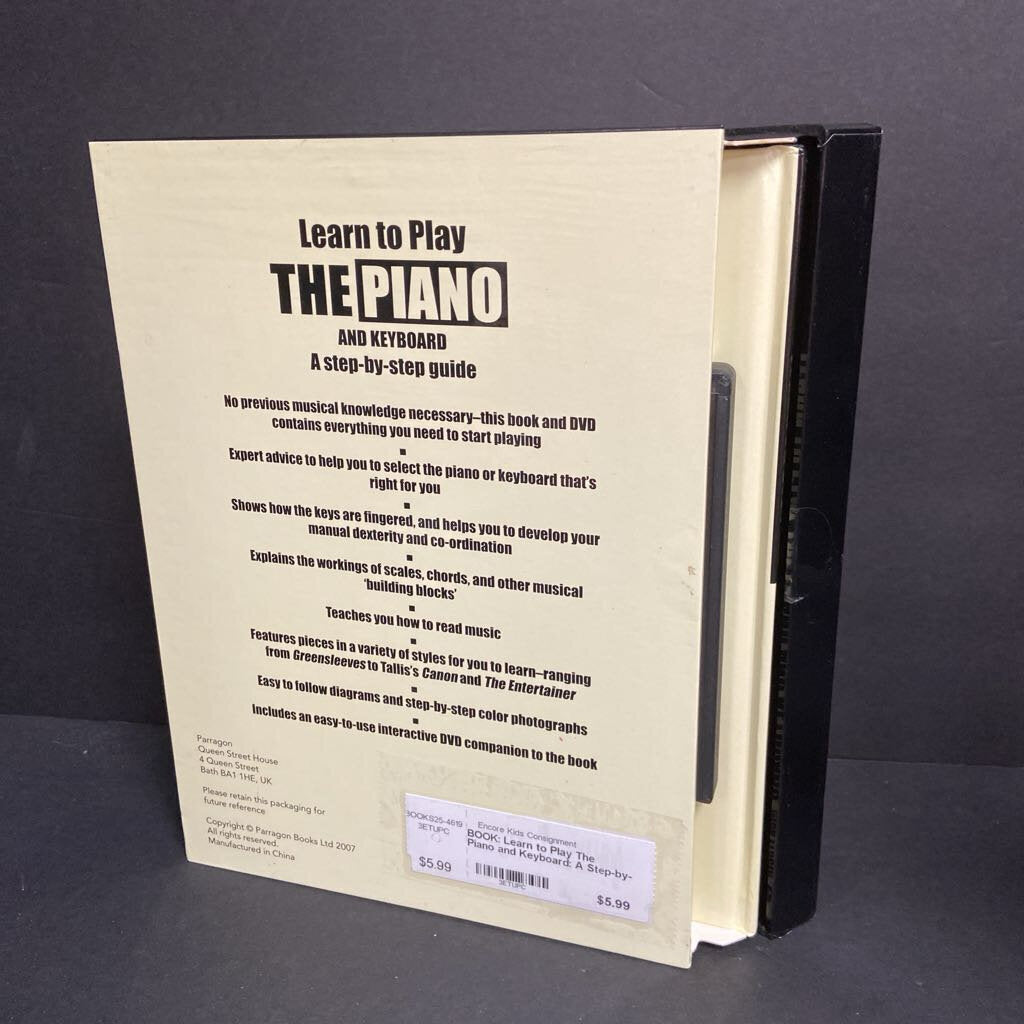 Learn to Play
THE PIANO
AND KEYBOARD
A step-by-step guide
No previous musical knowledge necessary–this book and DVD
contains everything you need to start playing
Expert advice to help you to select the piano or keyboard that's
right for you
Shows how the keys are fingered, and helps you to develop your
manual dexterity and co-ordination
Explains the workings of scales, chords, and other musical
'building blocks'
Teaches you how to read music
Features pieces in a variety of styles for you to learn–ranging
from Greensleeves to Tallis's Canon and The Entertainer
Easy to follow diagrams and step-by-step color photographs
Includes an easy-to-use interactive DVD companion to the book
Parragon
Queen Street House
4 Queen Street
Bath BA1 1HE, UK
Please retain this packaging for
future reference
Copyright © Parragon Books Ltd 2007
All rights reserved.
Manufactured in China
BOOKS25-4619
3ETUPC
$5.99
Encore Kids Consignment
BOOK: Learn to Play The
Piano and Keyboard: A Step-by-
3ETUPC
$5.99